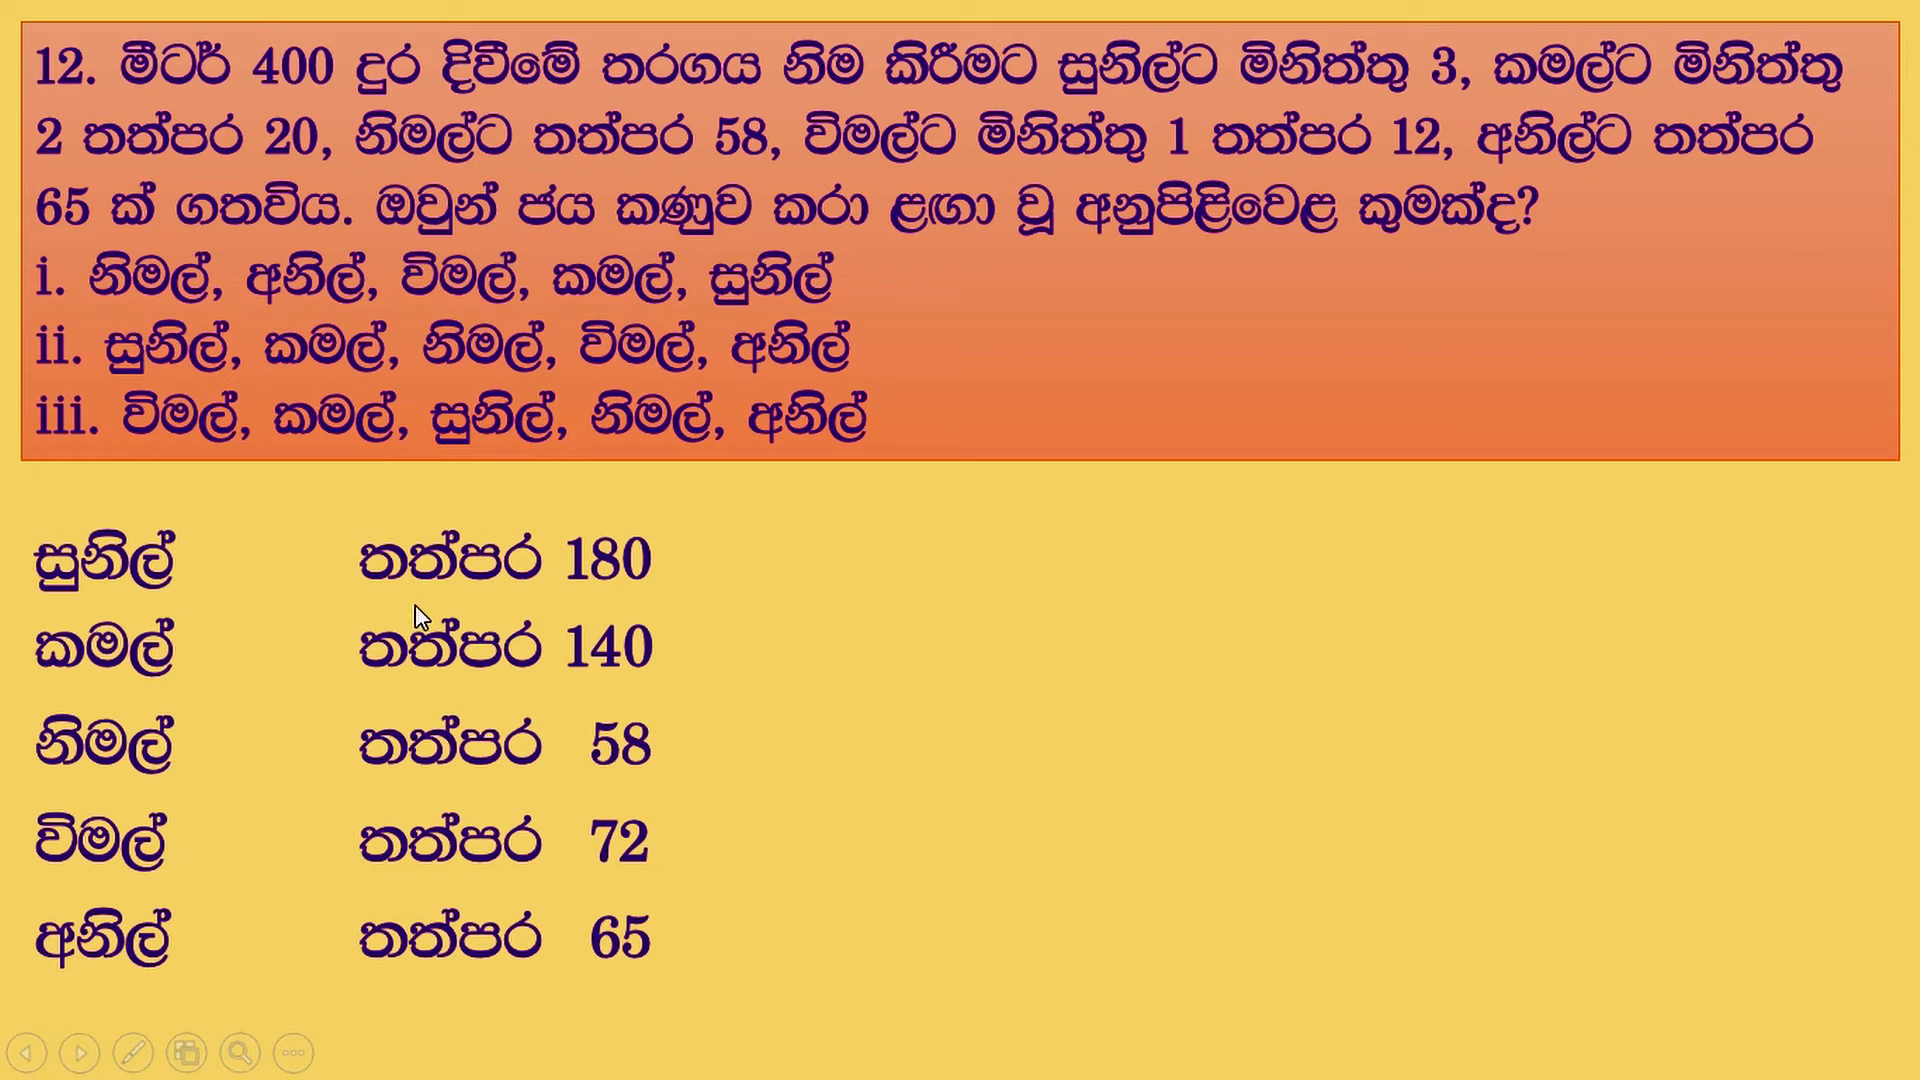 12. මීටර් 400 දුර දිවීමේ තරගය නිම කිරීමට සුනිල්ට මිනිත්තු 3, කමල්ට මිනිත්තු
2 තත්පර 20, නිමල්ට තත්පර 58, විමල්ට මිනිත්තු 1 තත්පර 12, අනිල්ට තත්පර
65 ක් ගතවිය. ඔවුන් ජය කණුව කරා ළඟා වූ අනුපිළිවෙළ කුමක්ද?
i. නිමල්, අනිල්, විමල්, කමල්, සුනිල්
ii. සුනිල්, කමල්, නිමල්, විමල්, අනිල්
iii. විමල්, කමල්, සුනිල්, නිමල්, අනිල්
සුනිල් තත්පර 180
කමල් තත්පර 140
නිමල් තත්පර 58
විමල් තත්පර 72
අනිල් තත්පර 65